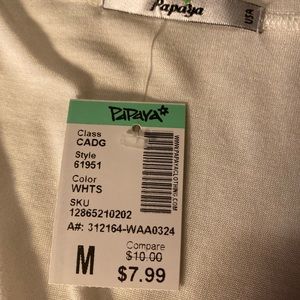 Papaya
USA
PAPAYA
Class
CADG
Style
61951
Color
WHTS
SKU
12865210202
A#: 312164-WAA0324
WWW.PAPAYACLOTHING.COM
Compare
$10.00
M
$7.99